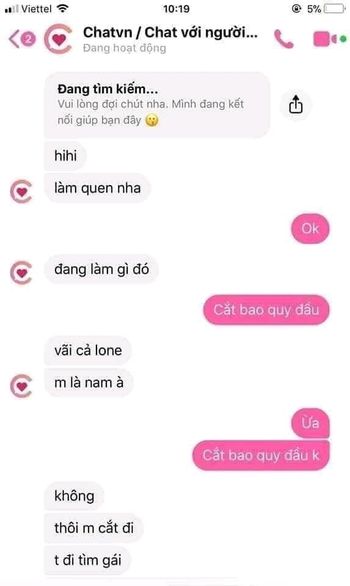 Viettel 10:19 5%
2 Chatvn / Chat với người...
Đang hoạt động
Đang tìm kiếm...
Vui lòng đợi chút nha. Mình đang kết
nối giúp bạn đây 🤫
hihi
làm quen nha
Ok
đang làm gì đó
Cắt bao quy đầu
vãi cả lone
m là nam à
Ừa
Cắt bao quy đầu k
không
thôi m cắt đi
t đi tìm gái